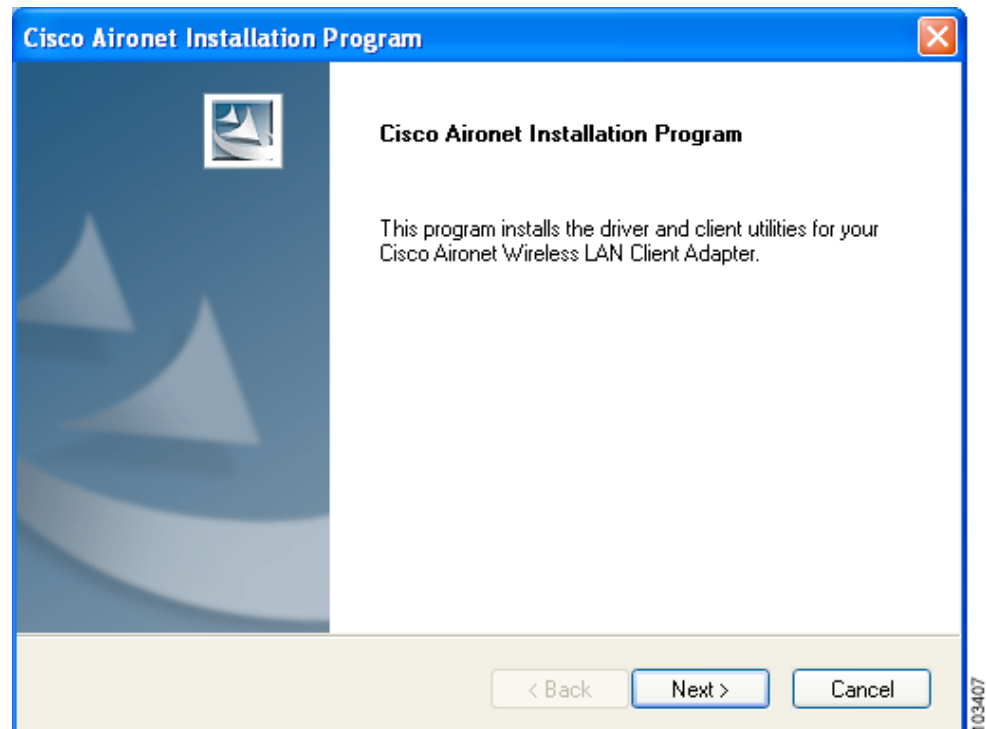 Cisco Aironet Installation Program
Cisco Aironet Installation Program
This program installs the driver and client utilities for your
Cisco Aironet Wireless LAN Client Adapter.
< Back
Next >
Cancel
103407